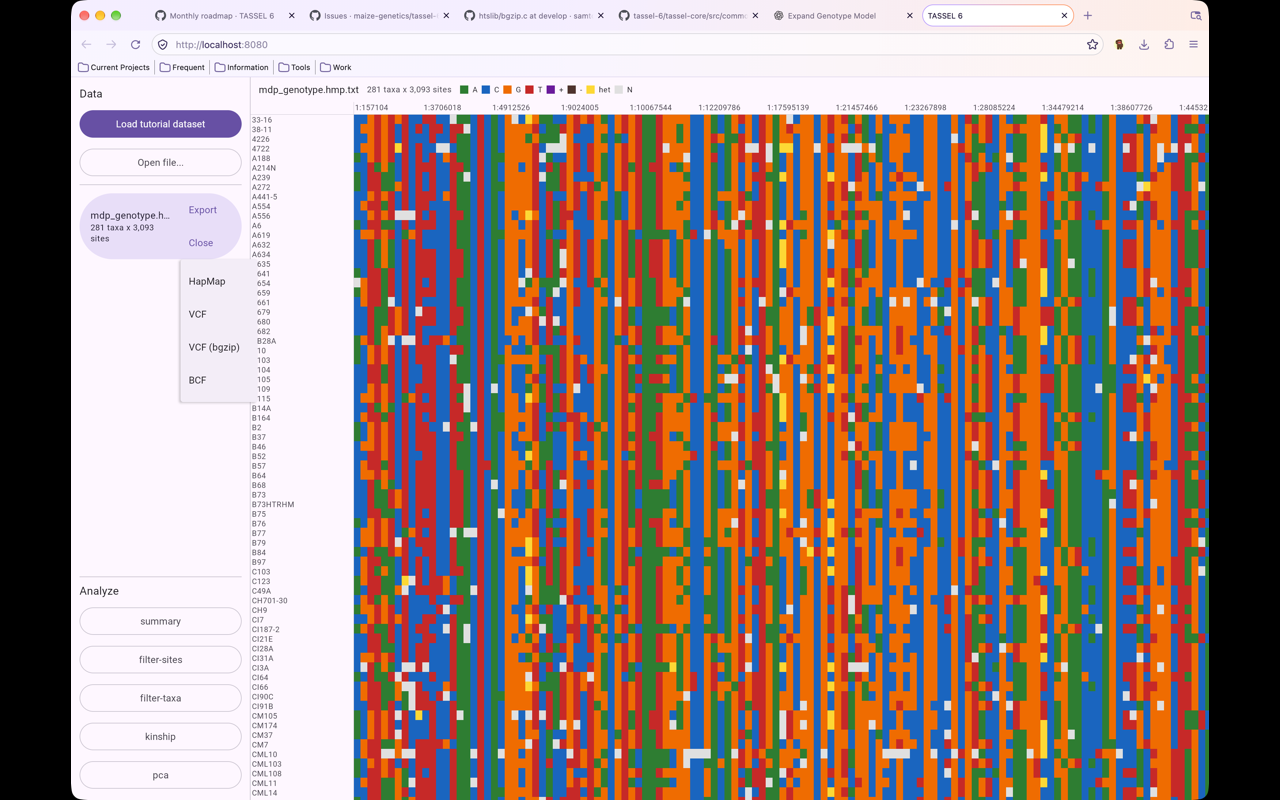 Monthly roadmap · TASSEL 6
Issues · maize-genetics/tassel-
htslib/bgzip.c at develop · sam
tassel-6/tassel-core/src/comm
Expand Genotype Model
TASSEL 6
http://localhost:8080
Current Projects
Frequent
Information
Tools
Work
Data
Load tutorial dataset
Open file...
mdp_genotype.h...
281 taxa x 3,093
sites
Export
Close
HapMap
VCF
VCF (bgzip)
BCF
Analyze
summary
filter-sites
filter-taxa
kinship
pca
mdp_genotype.hmp.txt 281 taxa x 3,093 sites A C G T + - het N
1:157104 1:3706018 1:4912526 1:9024005 1:10067544 1:12209786 1:17595139 1:21457466 1:23267898 1:28085224 1:34479214 1:38607726 1:44532
33-16
38-11
4226
4722
A188
A214N
A239
A272
A441-5
A554
A556
A6
A619
A632
A634
635
641
654
659
661
679
680
682
B28A
10
103
104
105
109
115
B14A
B164
B2
B37
B46
B52
B57
B64
B68
B73
B73HTRHM
B75
B76
B77
B79
B84
B97
C103
C123
C49A
CH701-30
CH9
CI7
CI187-2
CI21E
CI28A
CI31A
CI3A
CI64
CI66
CI90C
CI91B
CM105
CM174
CM37
CM7
CML10
CML103
CML108
CML11
CML14